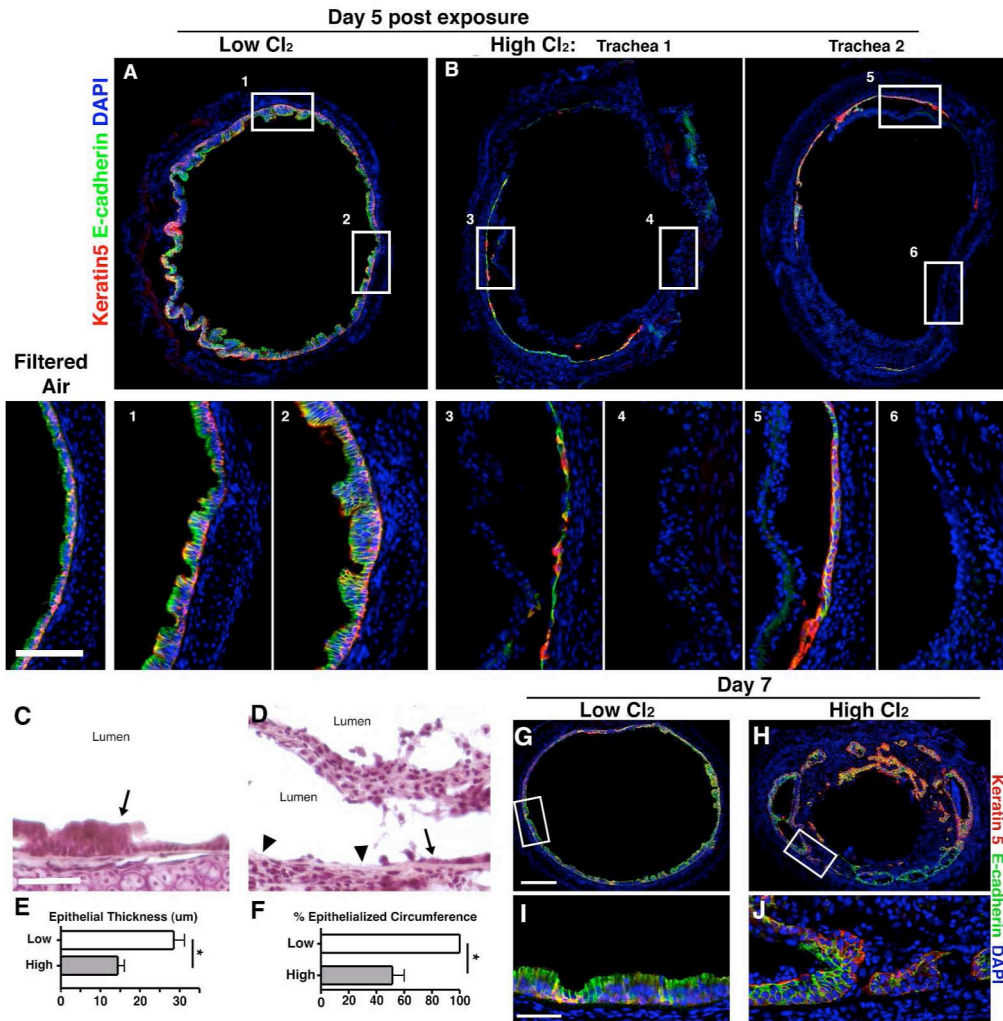 Day 5 post exposure
Low Cl₂
High Cl₂: Trachea 1
Trachea 2
Keratin5 E-cadherin DAPI
A
1
2
B
3
4
5
6
Filtered
Air
1
2
3
4
5
6
Day 7
Low Cl₂
High Cl₂
C
Lumen
D
Lumen
Lumen
G
H
Keratin 5 E-cadherin DAPI
E
Epithelial Thickness (um)
Low
High
*
0 10 20 30
F
% Epithelialized Circumference
Low
High
*
0 20 40 60 80 100
I
J